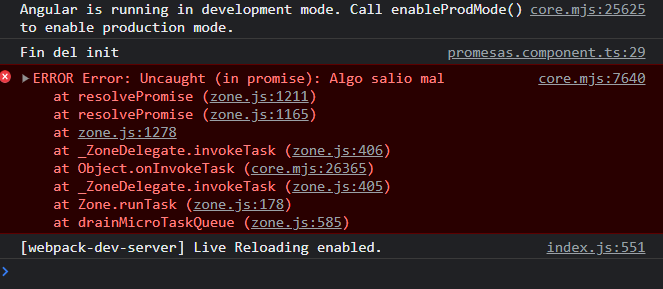 Angular is running in development mode. Call enableProdMode() core.mjs:25625
to enable production mode.
Fin del init promesas.component.ts:29
ERROR Error: Uncaught (in promise): Algo salio mal core.mjs:7640
at resolvePromise (zone.js:1211)
at resolvePromise (zone.js:1165)
at zone.js:1278
at _ZoneDelegate.invokeTask (zone.js:406)
at Object.onInvokeTask (core.mjs:26365)
at _ZoneDelegate.invokeTask (zone.js:405)
at Zone.runTask (zone.js:178)
at drainMicroTaskQueue (zone.js:585)
[webpack-dev-server] Live Reloading enabled. index.js:551